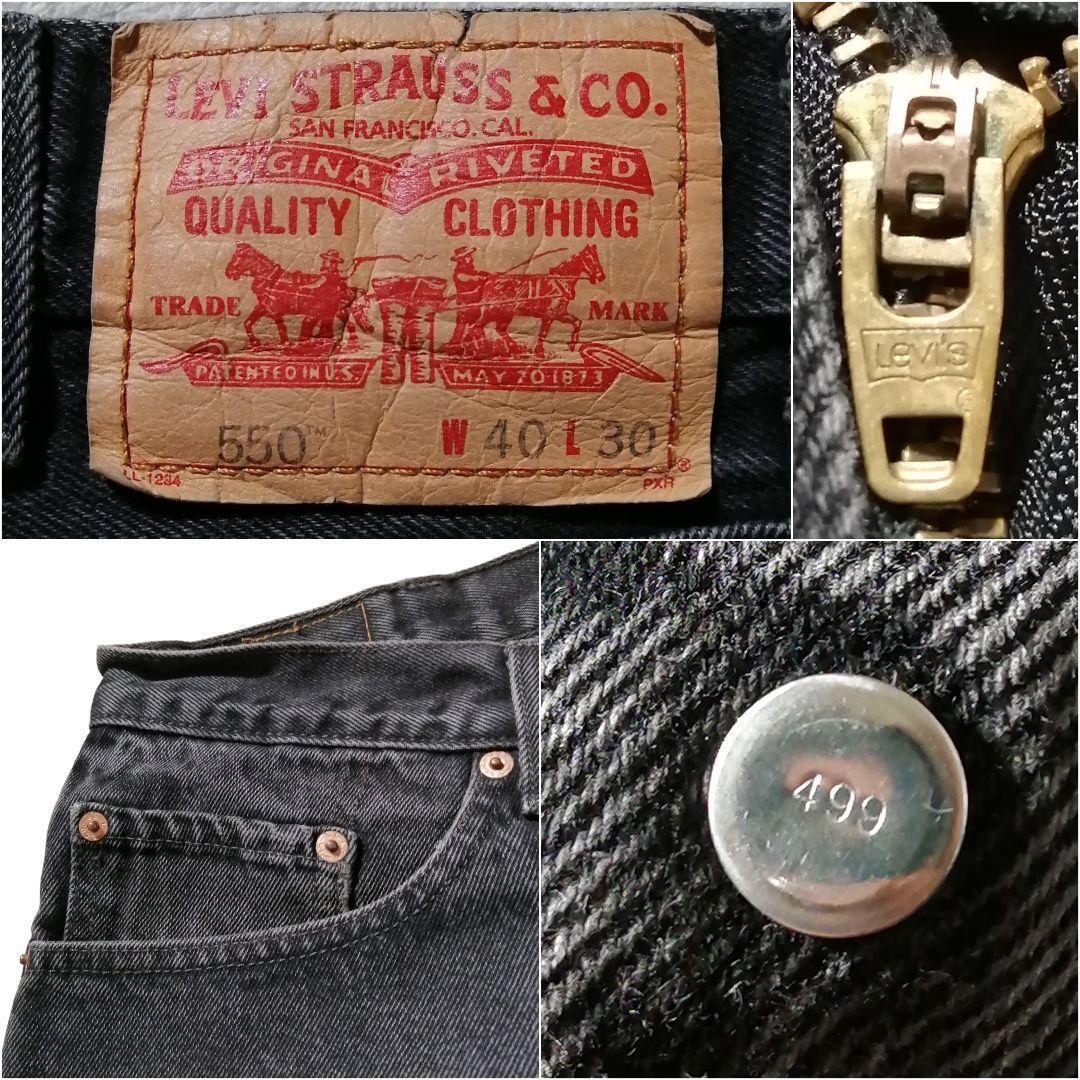 LEVI STRAUSS & CO.
SAN FRANCISCO. CAL.
ORIGINAL RIVETED
QUALITY CLOTHING
TRADE MARK
PATENTED IN U.S. MAY 20 1873
550™ W 40 L 30
LL-1234 PXR ®
Levi's
499